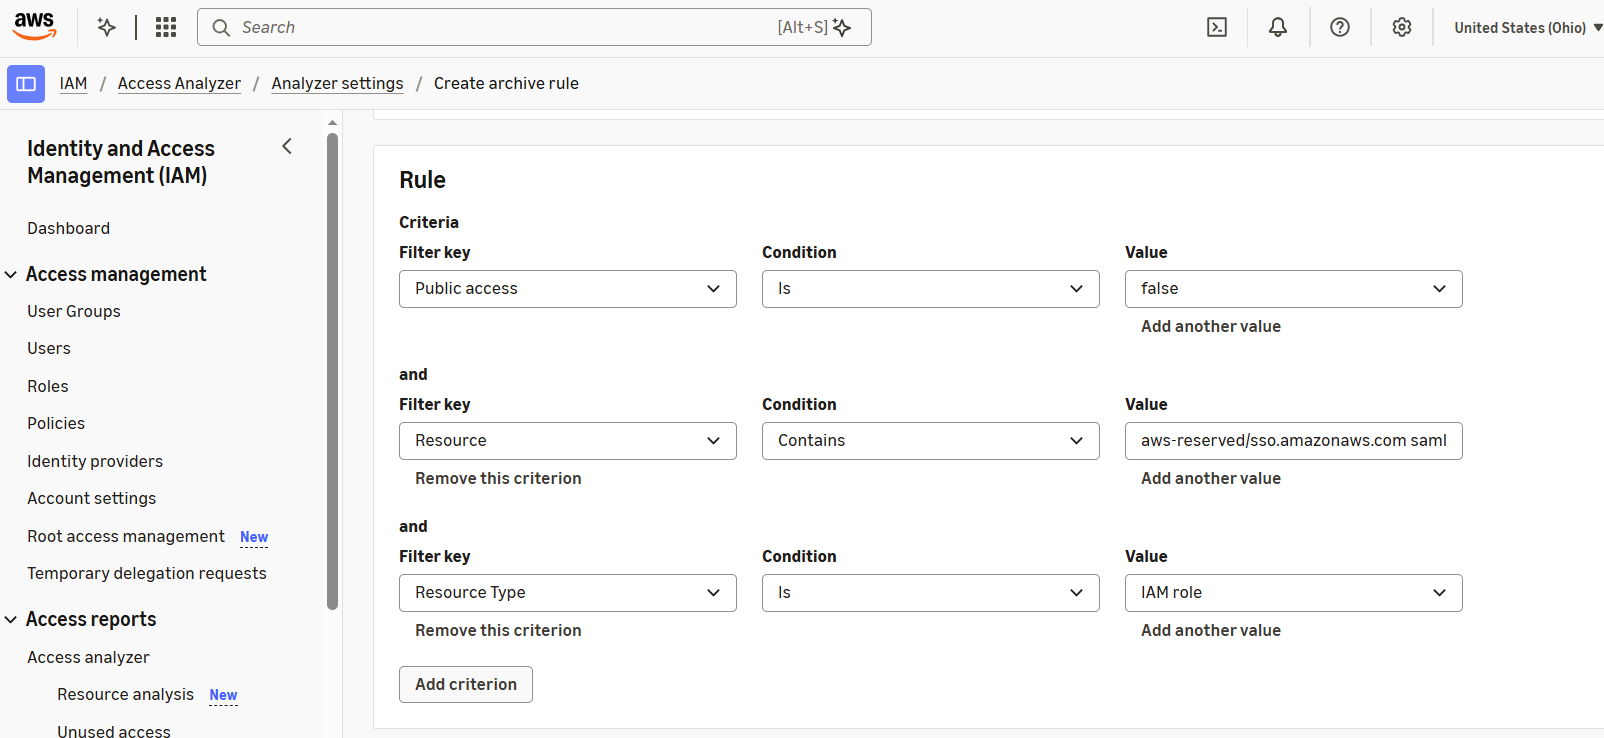 aws
Search
[Alt+S]
United States (Ohio)
IAM / Access Analyzer / Analyzer settings / Create archive rule
Identity and Access
Management (IAM)
Dashboard
Access management
User Groups
Users
Roles
Policies
Identity providers
Account settings
Root access management New
Temporary delegation requests
Access reports
Access analyzer
Resource analysis New
Unused access
Rule
Criteria
Filter key Condition Value
Public access Is false
Add another value
and
Filter key Condition Value
Resource Contains aws-reserved/sso.amazonaws.com saml
Remove this criterion Add another value
and
Filter key Condition Value
Resource Type Is IAM role
Remove this criterion Add another value
Add criterion